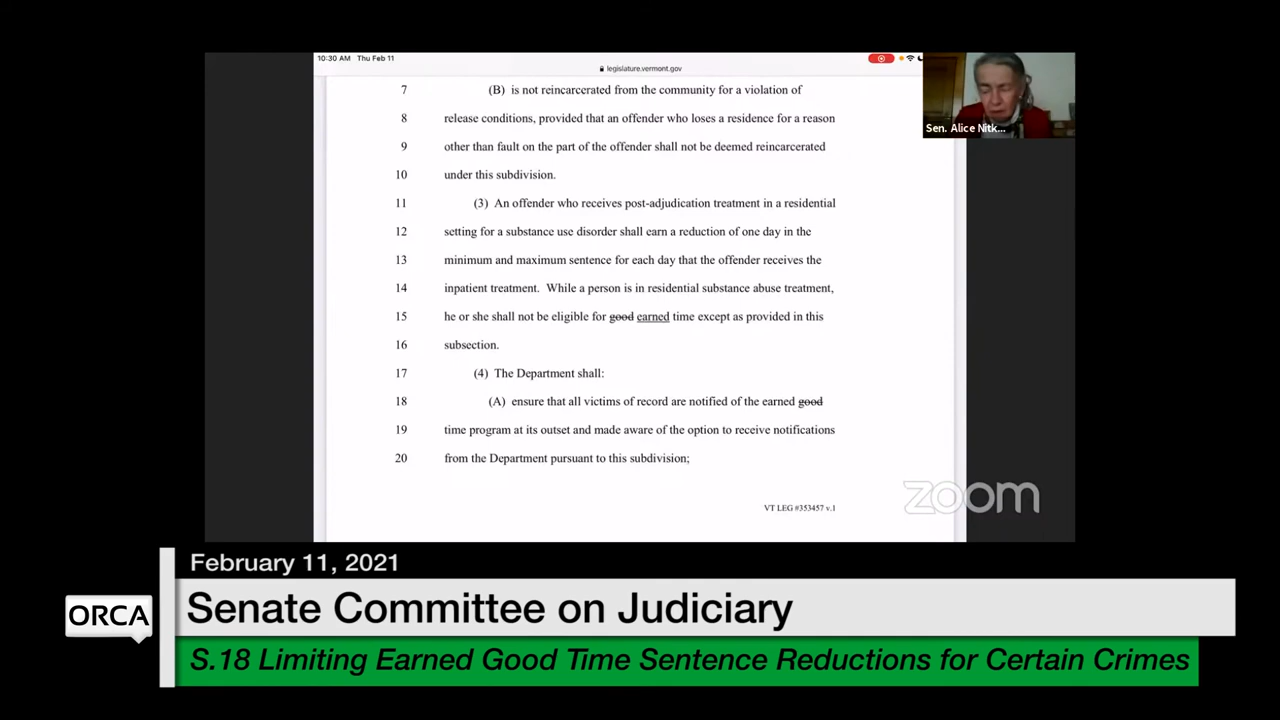 10:30 AM Thu Feb 11
legislature.vermont.gov
7 (B) is not reincarcerated from the community for a violation of
8 release conditions, provided that an offender who loses a residence for a reason
9 other than fault on the part of the offender shall not be deemed reincarcerated
10 under this subdivision.
11 (3) An offender who receives post-adjudication treatment in a residential
12 setting for a substance use disorder shall earn a reduction of one day in the
13 minimum and maximum sentence for each day that the offender receives the
14 inpatient treatment. While a person is in residential substance abuse treatment,
15 he or she shall not be eligible for good earned time except as provided in this
16 subsection.
17 (4) The Department shall:
18 (A) ensure that all victims of record are notified of the earned good
19 time program at its outset and made aware of the option to receive notifications
20 from the Department pursuant to this subdivision;
VT LEG #353457 v.1
Sen. Alice Nitk...
zoom
February 11, 2021
ORCA
Senate Committee on Judiciary
S.18 Limiting Earned Good Time Sentence Reductions for Certain Crimes